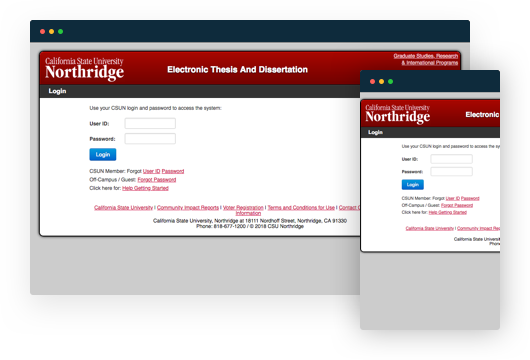 California State University
Northridge
Electronic Thesis And Dissertation
Graduate Studies, Research
& International Programs
Login
Use your CSUN login and password to access the system:
User ID:
Password:
Login
CSUN Member: Forgot User ID Password
Off-Campus / Guest: Forgot Password
Click here for: Help Getting Started
California State University | Community Impact Reports | Voter Registration | Terms and Conditions for Use | Contact
Information
California State University, Northridge at 18111 Nordhoff Street, Northridge, CA 91330
Phone: 818-677-1200 / © 2018 CSU Northridge
California State University
Northridge
Electronic
Login
Use your CSUN login and password to access the
User ID:
Password:
Login
CSUN Member: Forgot User ID Password
Off-Campus / Guest: Forgot Password
Click here for: Help Getting Started
California State University | Community Impact
California State
Phone